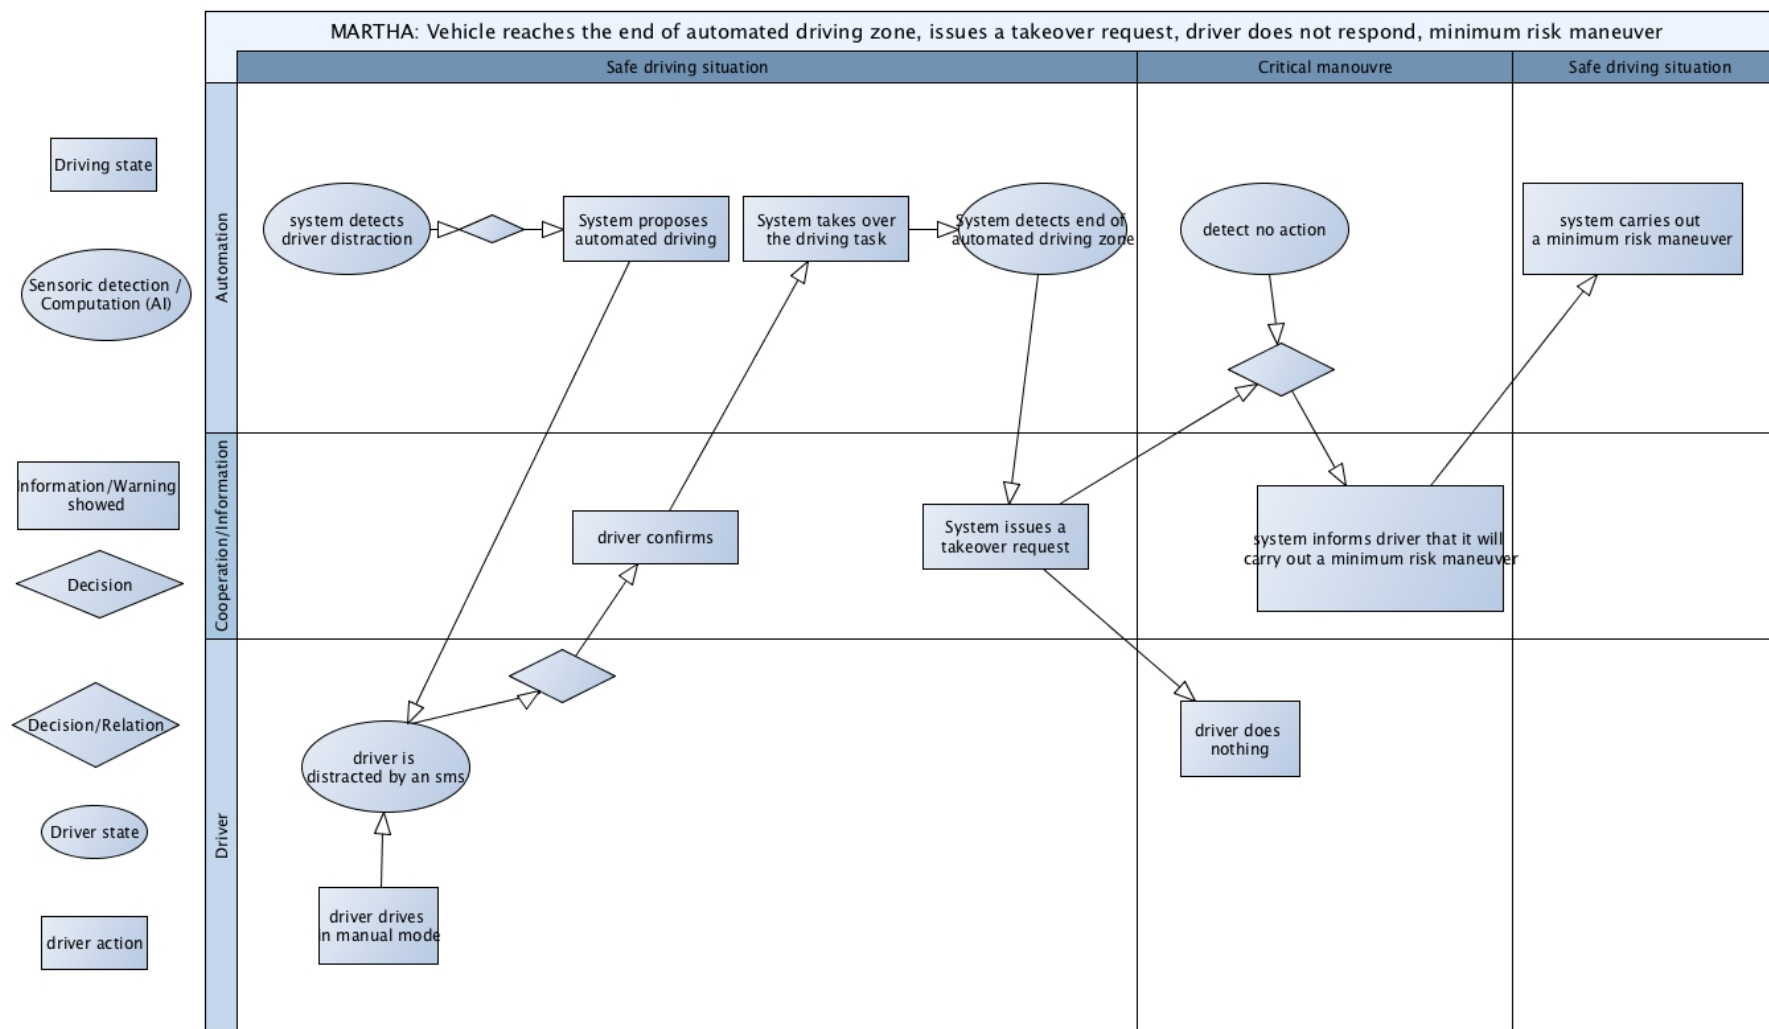 MARTHA: Vehicle reaches the end of automated driving zone, issues a takeover request, driver does not respond, minimum risk maneuver
Safe driving situation
Critical manouvre
Safe driving situation
Driving state
Sensoric detection /
Computation (AI)
Information/Warning
showed
Decision
Decision/Relation
Driver state
driver action
Automation
system detects
driver distraction
System proposes
automated driving
System takes over
the driving task
System detects end of
automated driving zone
detect no action
system carries out
a minimum risk maneuver
Cooperation/Information
driver confirms
System issues a
takeover request
system informs driver that it will
carry out a minimum risk maneuver
Driver
driver is
distracted by an sms
driver does
nothing
driver drives
in manual mode